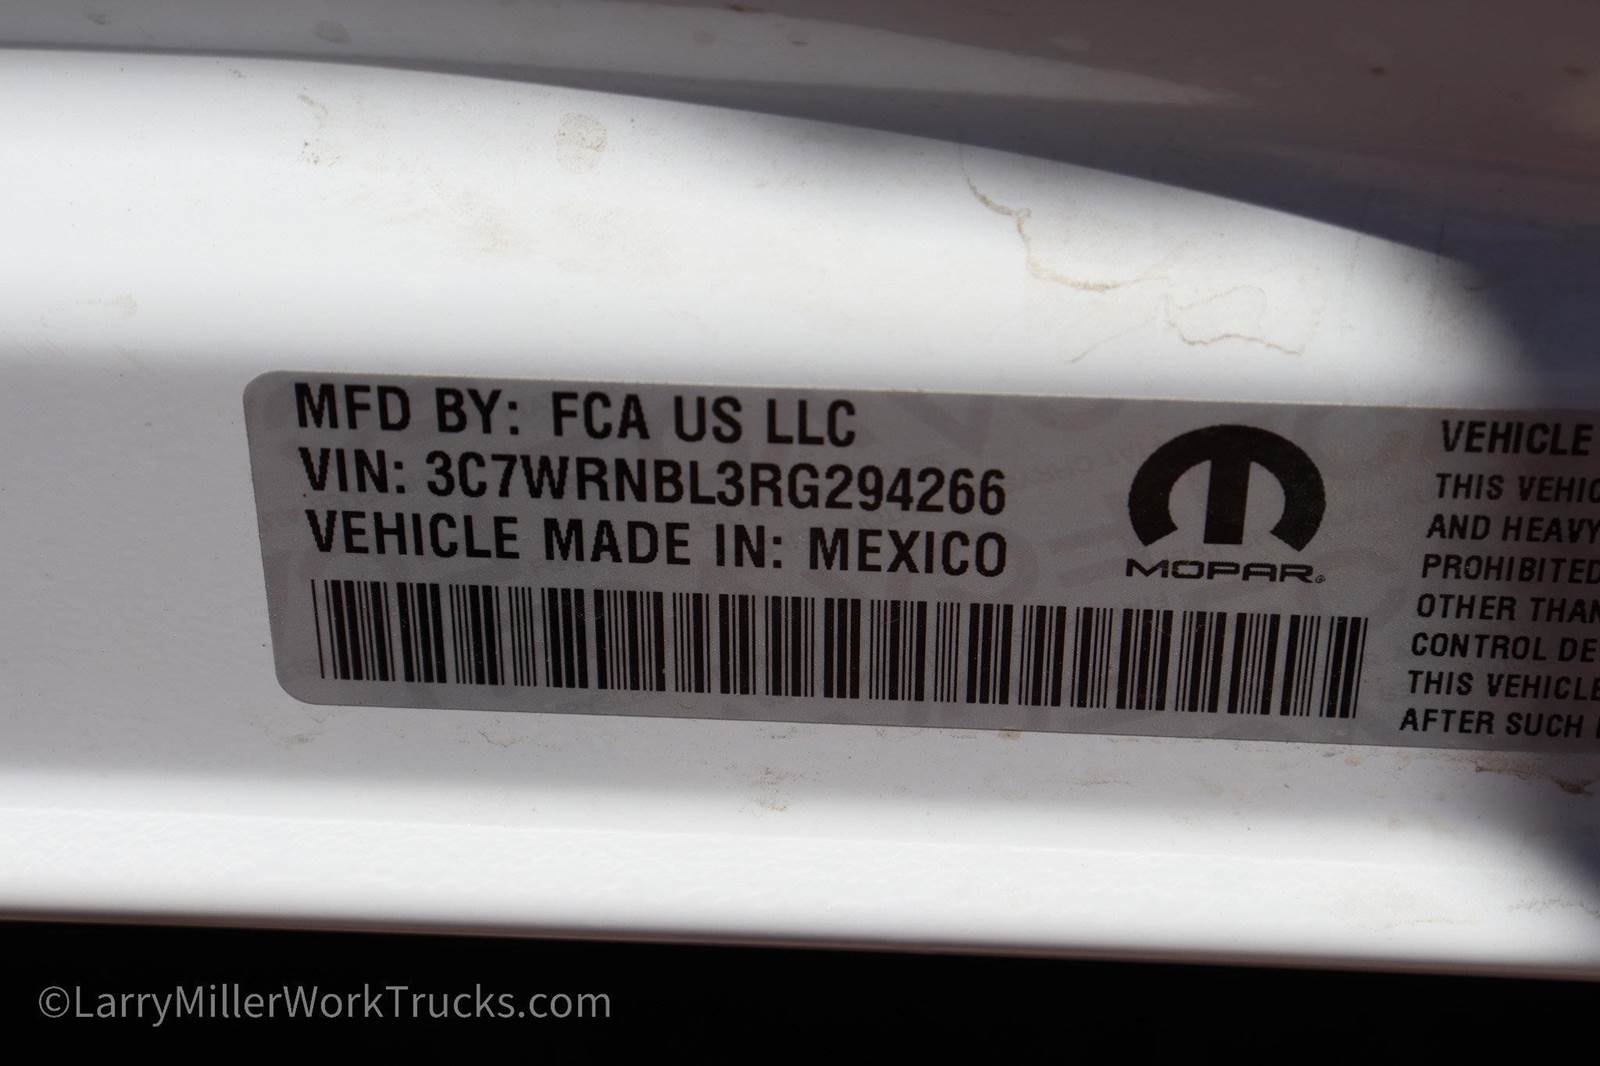 MFD BY: FCA US LLC
VIN: 3C7WRNBL3RG294266
VEHICLE MADE IN: MEXICO
MOPAR®
VEHICLE
THIS VEHIC
AND HEAVY
PROHIBITED
OTHER THAN
CONTROL DE
THIS VEHICLE
AFTER SUCH
©LarryMillerWorkTrucks.com